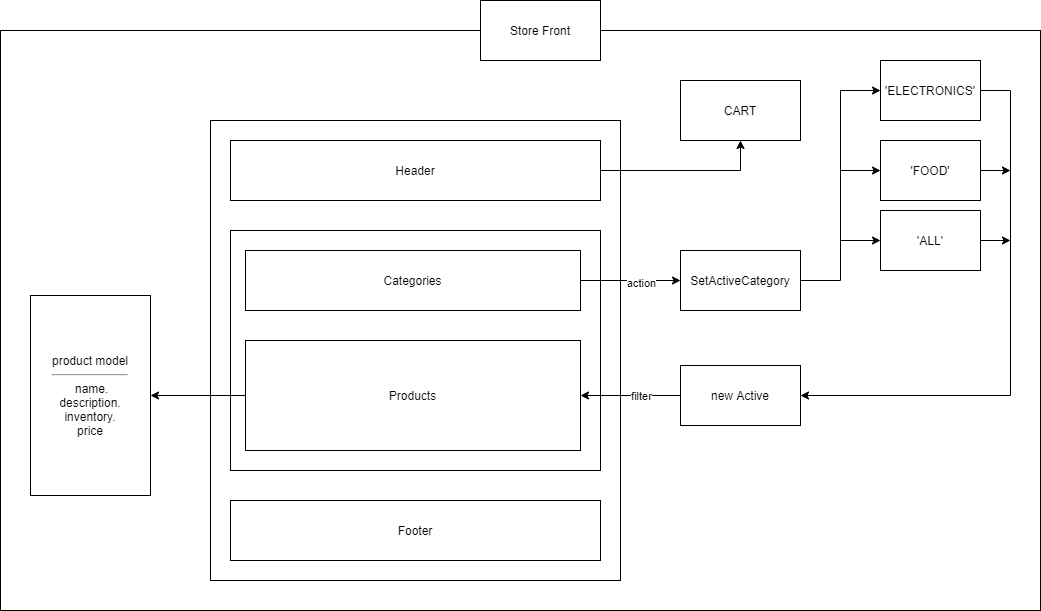 Store Front
'ELECTRONICS'
CART
Header
'FOOD'
'ALL'
Categories
action
SetActiveCategory
product model
name.
description.
inventory.
price
Products
filter
new Active
Footer